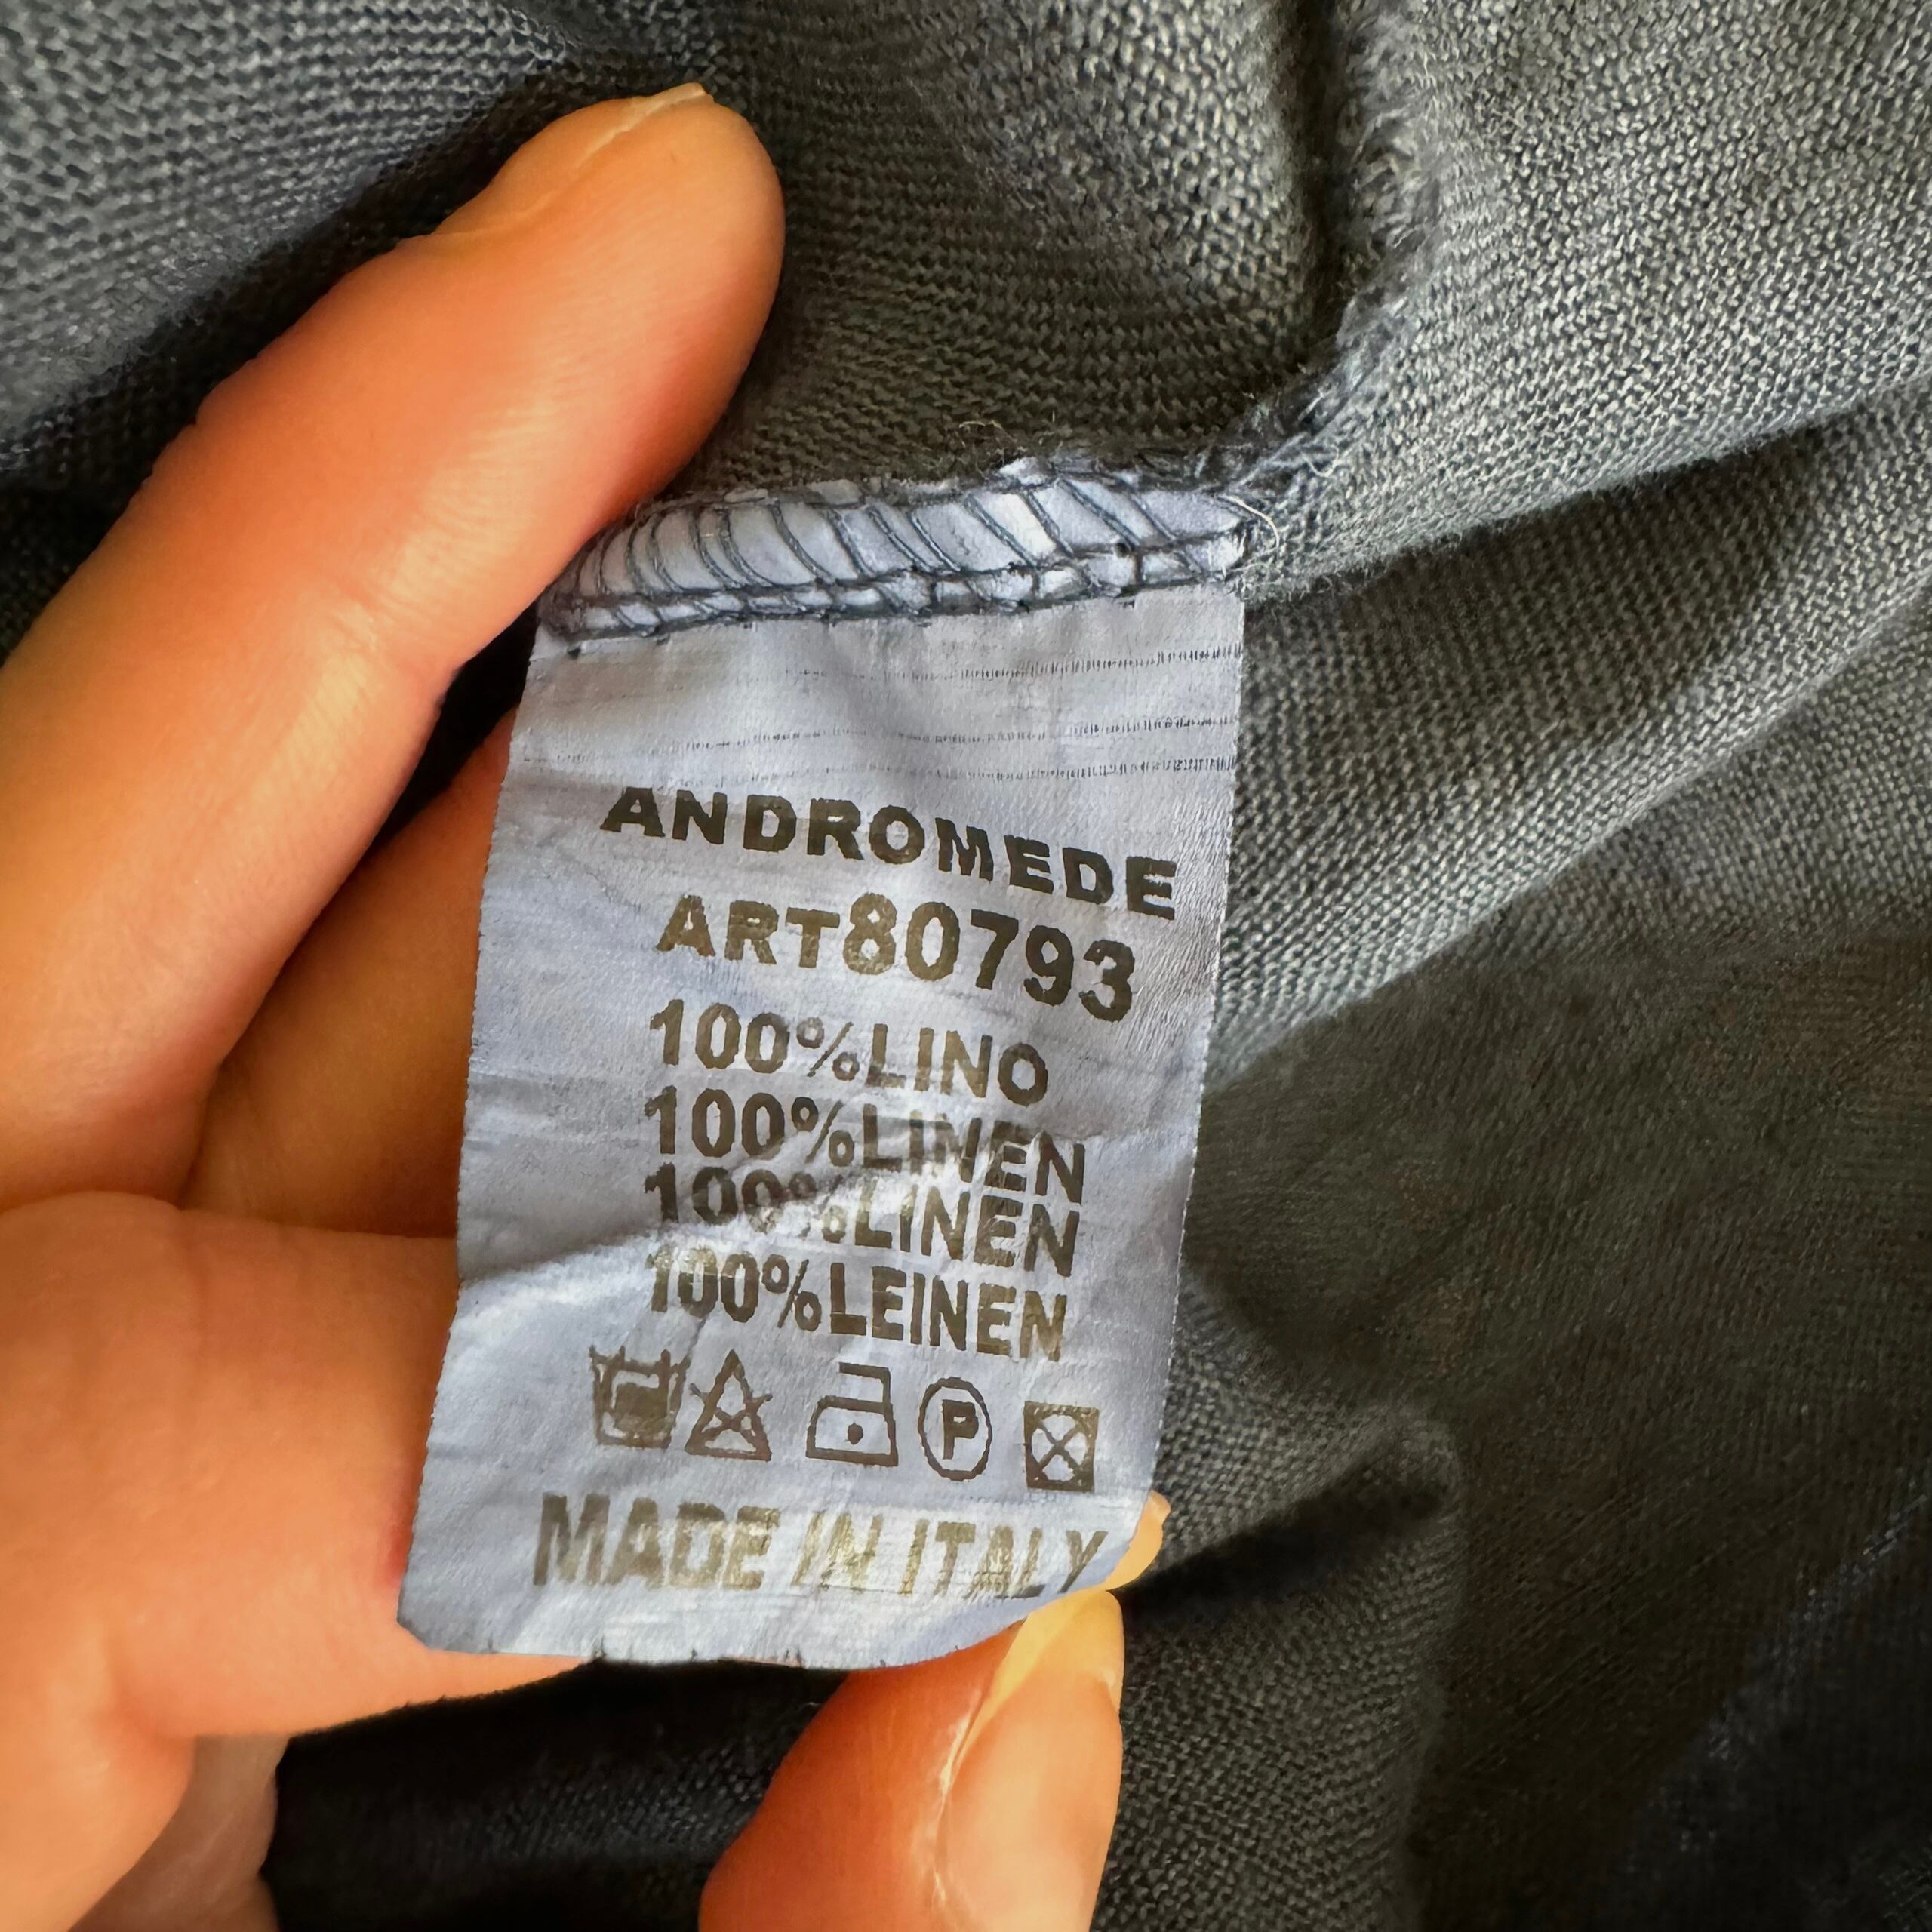 ANDROMEDE
ART80793
100%LINO
100%LINEN
100%LINEN
100%LEINEN
P
MADE IN ITALY